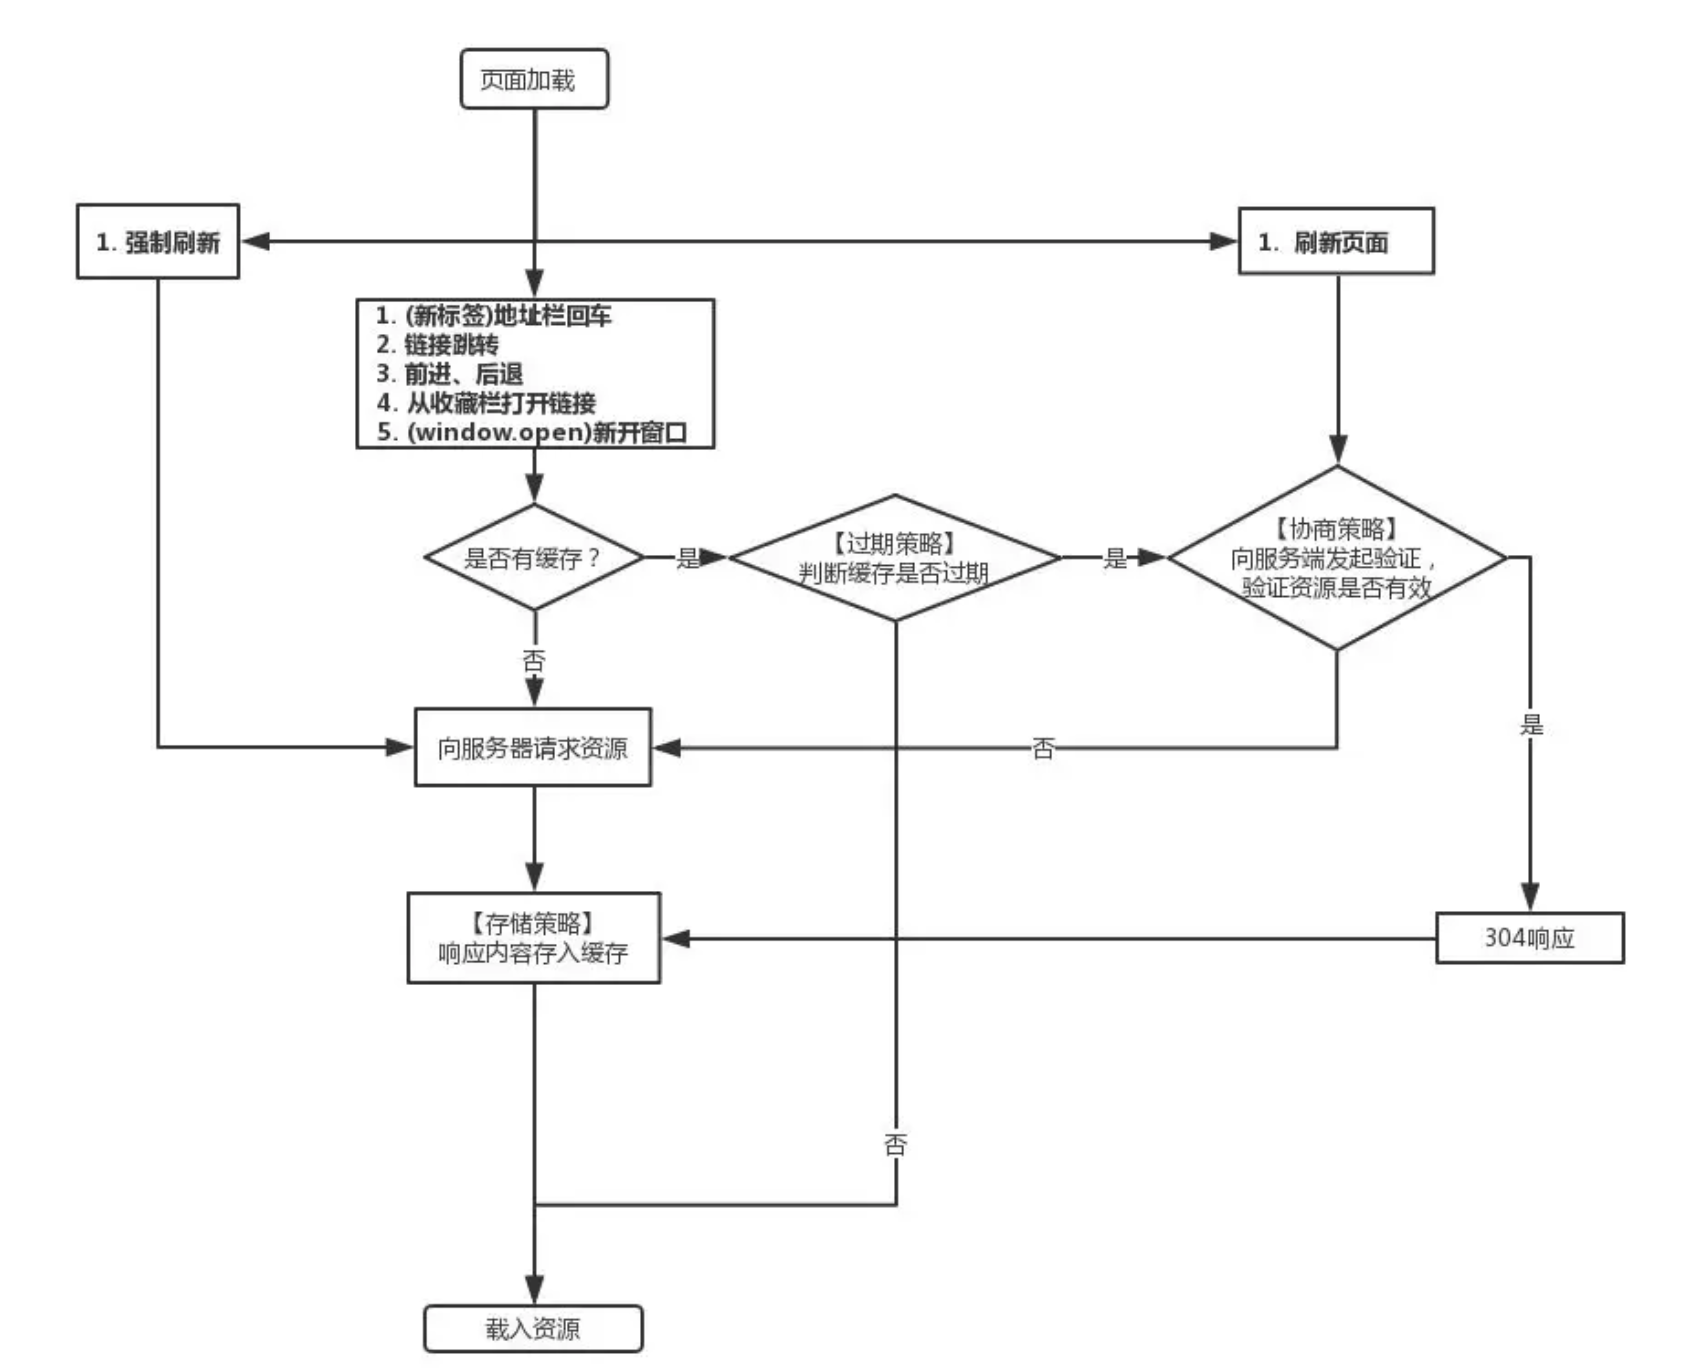 页面加载
1. 强制刷新
1. 刷新页面
1. (新标签)地址栏回车
2. 链接跳转
3. 前进、后退
4. 从收藏栏打开链接
5. (window.open)新开窗口
是否有缓存？
是
【过期策略】
判断缓存是否过期
是
【协商策略】
向服务端发起验证，
验证资源是否有效
否
向服务器请求资源
否
是
【存储策略】
响应内容存入缓存
304响应
否
载入资源